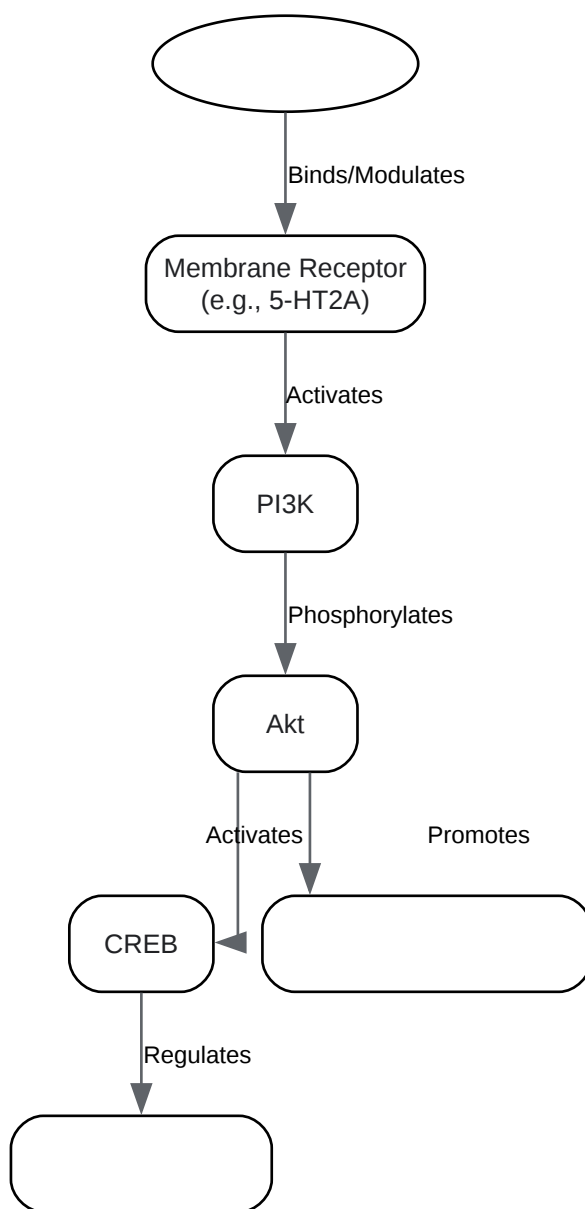 Binds/Modulates
Membrane Receptor
(e.g., 5-HT2A)
Activates
PI3K
Phosphorylates
Akt
Activates
Promotes
CREB
Regulates